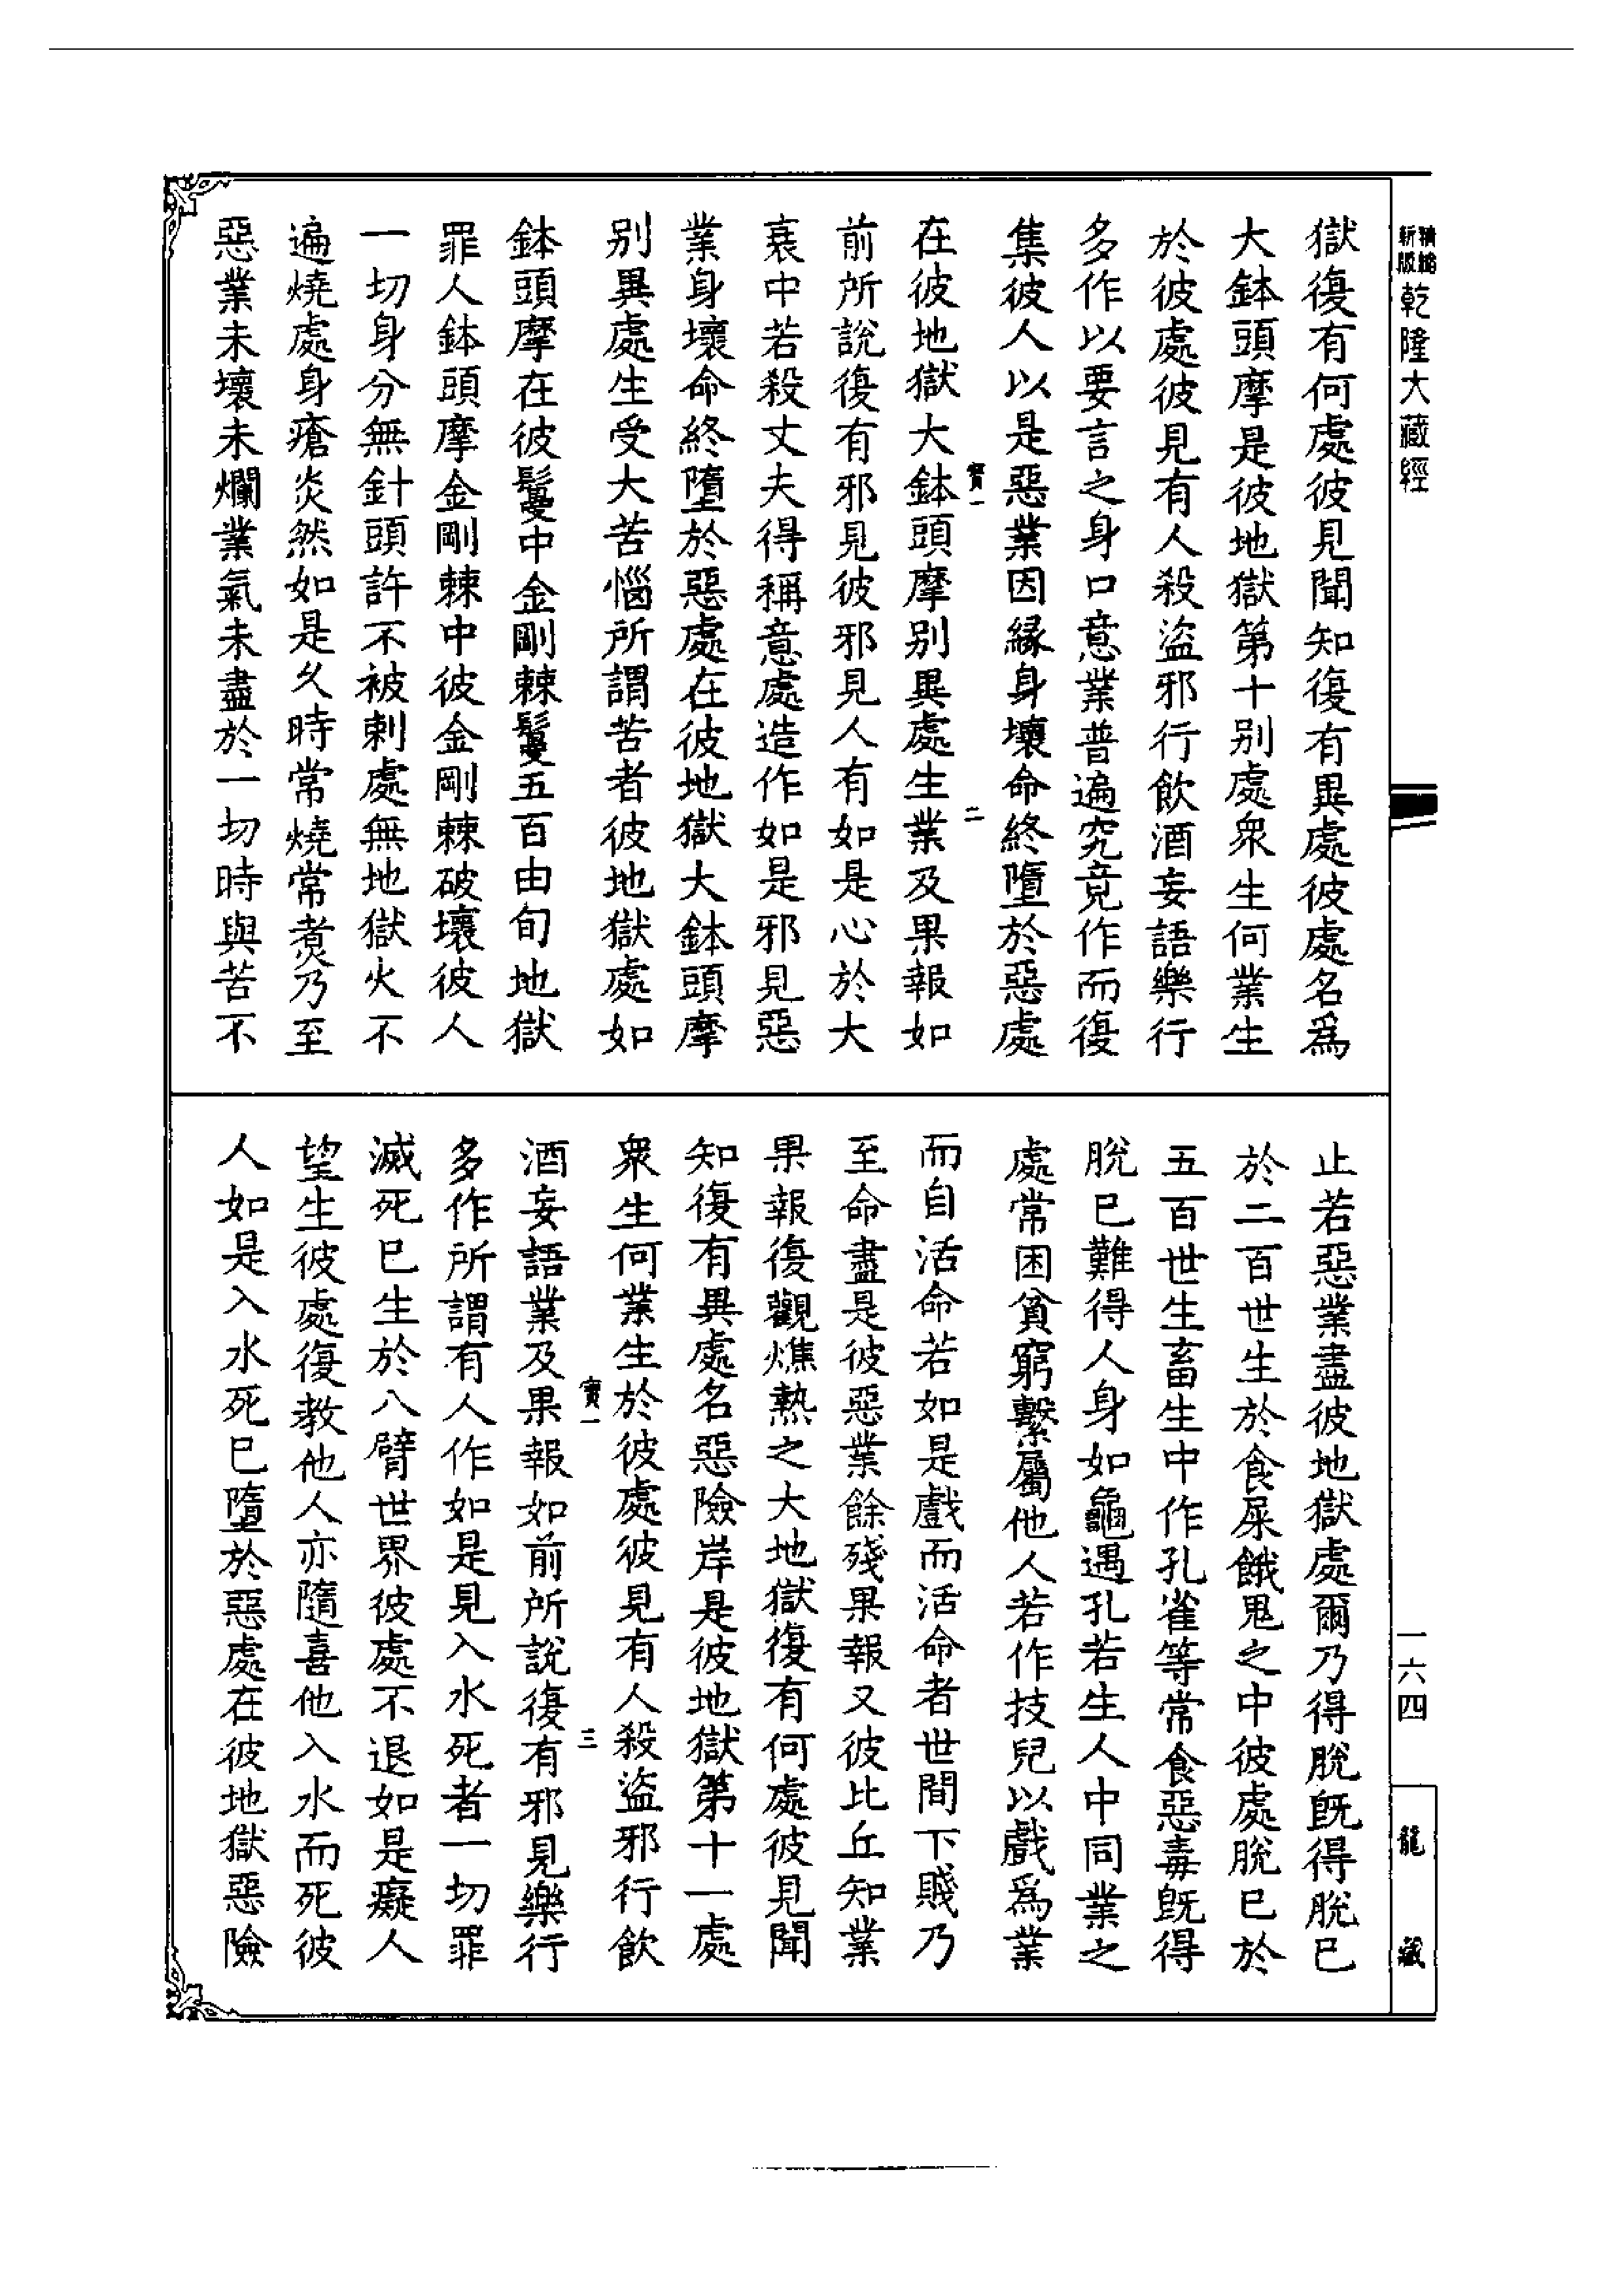 新版精縮乾隆大藏經
獄復有何處彼見聞知復有異處彼處名爲
大鉢頭摩是彼地獄第十別處衆生何業生
於彼處彼見有人殺盜邪行飲酒妄語樂行
多作以要言之身口意業普遍究竟作而復
集彼人以是惡業因緣身壞命終墮於惡處
寶一
二
在彼地獄大鉢頭摩別異處生業及果報如
前所說復有邪見彼邪見人有如是心於大
衰中若殺丈夫得稱意處造作如是邪見惡
業身壞命終墮於惡處在彼地獄大鉢頭摩
別異處生受大苦惱所謂苦者彼地獄處如
鉢頭摩在彼鬘中金剛棘鬘五百由旬地獄
罪人鉢頭摩金剛棘中彼金剛棘破壞彼人
一切身分無針頭許不被刺處無地獄火不
遍燒處身瘡炎然如是久時常燒常煑乃至
惡業未壞未爛業氣未盡於一切時與苦不
止若惡業盡彼地獄處爾乃得脫旣得脫已
於二百世生於食屎餓鬼之中彼處脫已於
五百世生畜生中作孔雀等常食惡毒旣得
脫已難得人身如龜遇孔若生人中同業之
處常困貧窮繫屬他人若作技兒以戲爲業
而自活命若如是戲而活命者世間下賤乃
至命盡是彼惡業餘殘果報又彼比丘知業
果報復觀燋熱之大地獄復有何處彼見聞
知復有異處名惡險岸是彼地獄第十一處
衆生何業生於彼處彼見有人殺盜邪行飲
寶一
三
酒妄語業及果報如前所說復有邪見樂行
多作所謂有人作如是見入水死者一切罪
滅死已生於八臂世界彼處不退如是癡人
望生彼處復教他人亦隨喜他入水而死彼
人如是入水死已墮於惡處在彼地獄惡險
一六四
龍藏